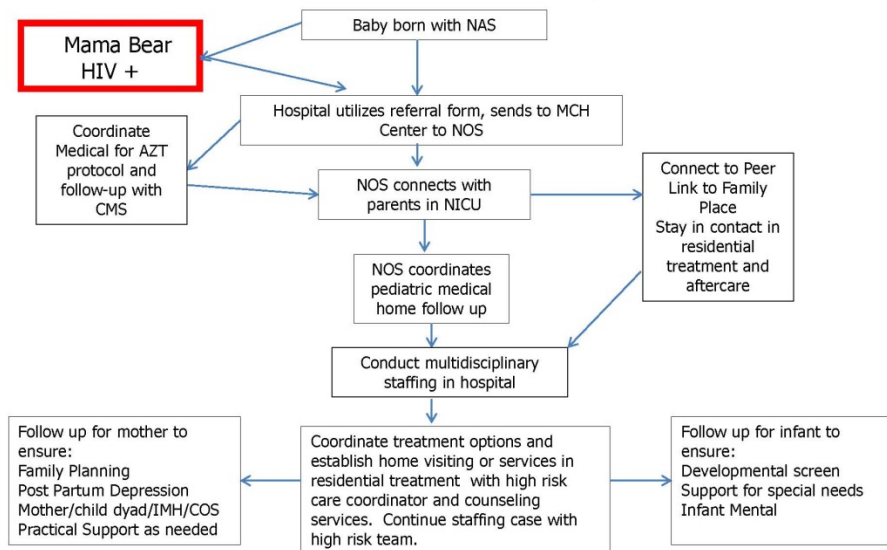 Baby born with NAS
Mama Bear
HIV +
Hospital utilizes referral form, sends to MCH
Center to NOS
Coordinate
Medical for AZT
protocol and
follow-up with
CMS
NOS connects with
parents in NICU
Connect to Peer
Link to Family
Place
Stay in contact in
residential
treatment and
aftercare
NOS coordinates
pediatric medical
home follow up
Conduct multidisciplinary
staffing in hospital
Follow up for mother to
ensure:
Family Planning
Post Partum Depression
Mother/child dyad/IMH/COS
Practical Support as needed
Coordinate treatment options and
establish home visiting or services in
residential treatment with high risk
care coordinator and counseling
services. Continue staffing case with
high risk team.
Follow up for infant to
ensure:
Developmental screen
Support for special needs
Infant Mental